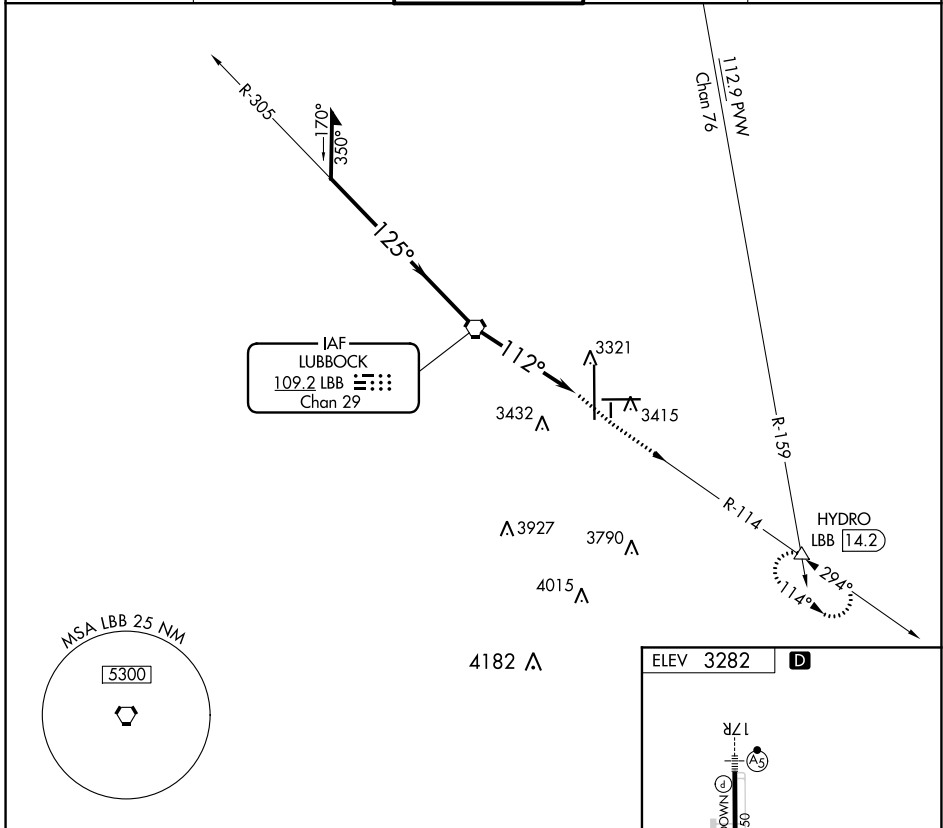 112.9 PVW
Chan 76
R-305
170°
350°
125°
IAF
LUBBOCK
109.2 LBB
Chan 29
112°
3321
3432
3415
R-159
R-114
HYDRO
LBB 14.2
3927
3790
294°
114°
4015
MSA LBB 25 NM
5300
4182
ELEV 3282 D
17R
A5
d
DOWN
50